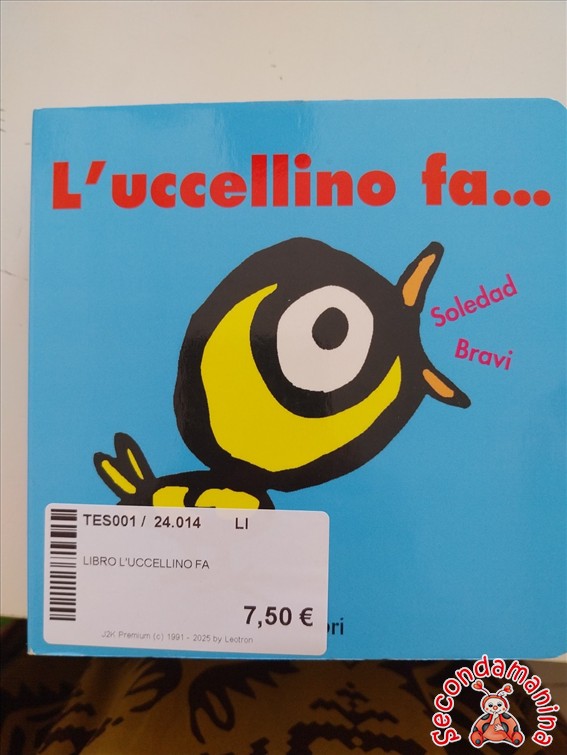 L'uccellino fa...
Soledad
Bravi
TES001 / 24.014 LI
LIBRO L'UCCELLINO FA
7,50 €
J2K Premium (c) 1991 - 2025 by Leotron
Secondamanina